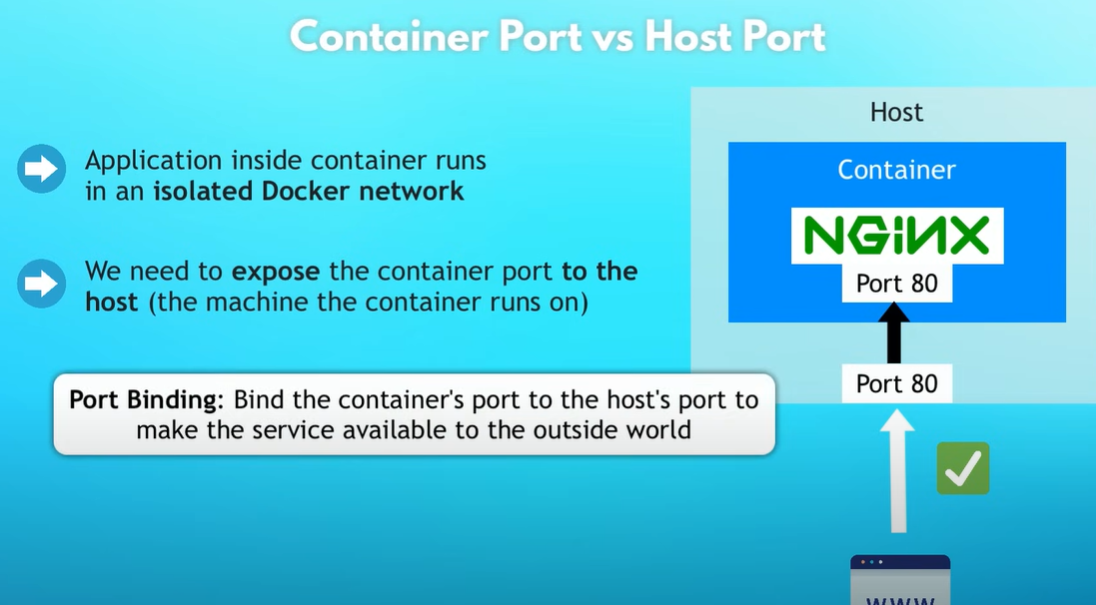 Container Port vs Host Port
Host
Application inside container runs
in an isolated Docker network
Container
NGINX
We need to expose the container port to the
host (the machine the container runs on)
Port 80
Port 80
Port Binding: Bind the container's port to the host's port to
make the service available to the outside world
www